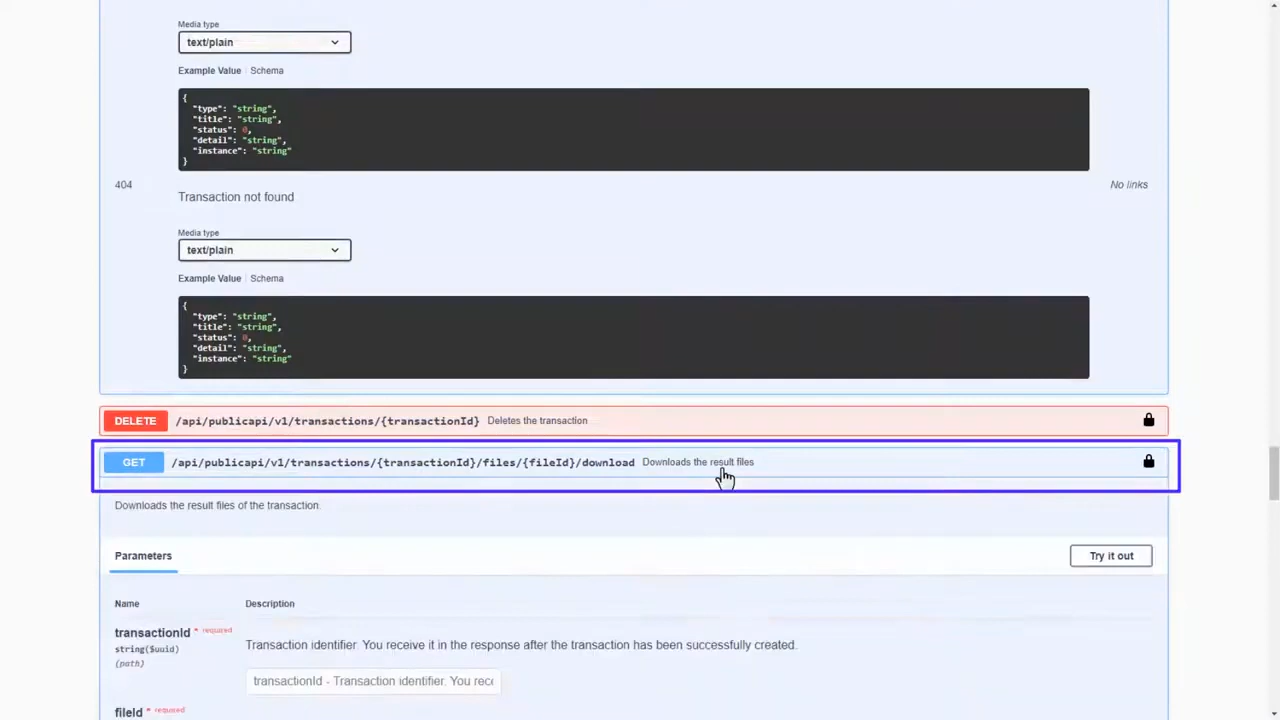 Media type
text/plain
Example Value Schema
{
"type": "string",
"title": "string",
"status": 0,
"detail": "string",
"instance": "string"
}
404
Transaction not found
No links
Media type
text/plain
Example Value Schema
{
"type": "string",
"title": "string",
"status": 0,
"detail": "string",
"instance": "string"
}
DELETE /api/publicapi/v1/transactions/{transactionId} Deletes the transaction
GET /api/publicapi/v1/transactions/{transactionId}/files/{fileId}/download Downloads the result files
Downloads the result files of the transaction.
Parameters
Try it out
Name Description
transactionId * required
string($uuid)
(path)
Transaction identifier. You receive it in the response after the transaction has been successfully created.
transactionId - Transaction identifier. You rece
fileId * required